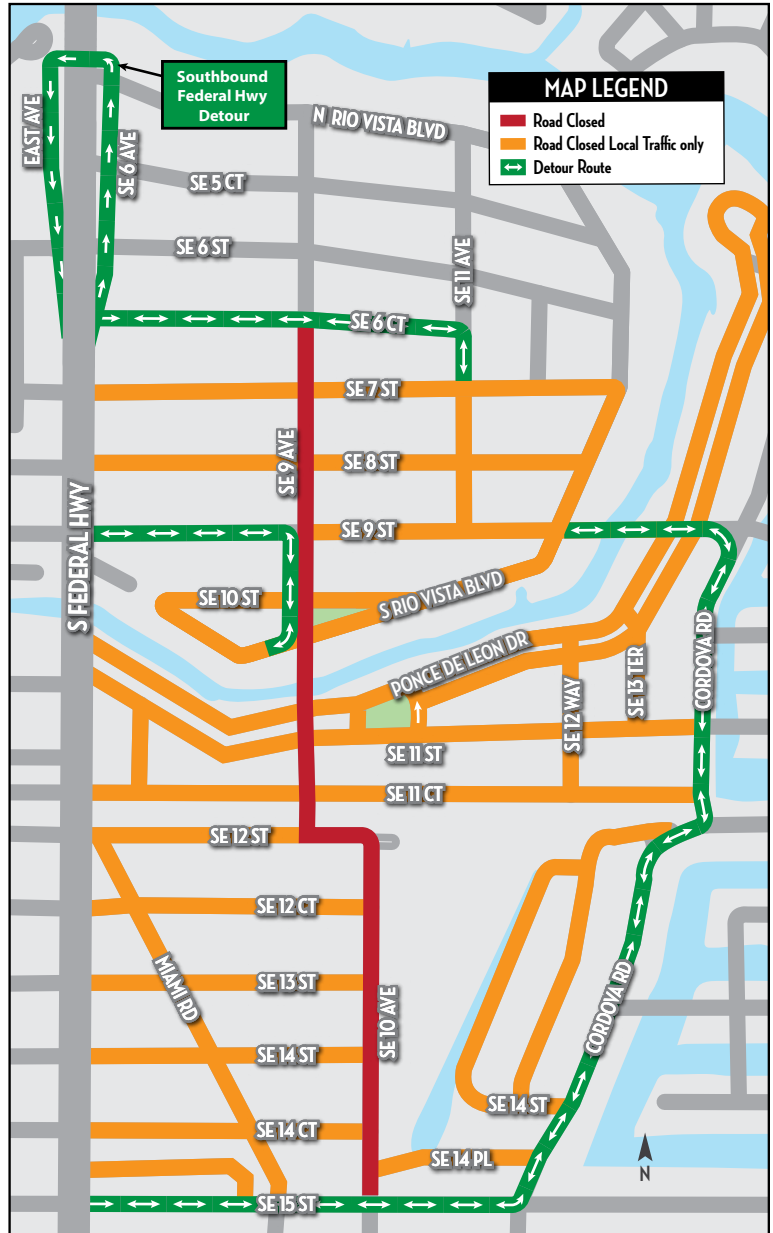 Southbound
Federal Hwy
Detour
MAP LEGEND
Road Closed
Road Closed Local Traffic only
Detour Route
EAST AVE
SE 6 AVE
N RIO VISTA BLVD
SE 5 CT
SE 6 ST
SE 11 AVE
SE 6 CT
SE 7 ST
SE 9 AVE
SE 8 ST
S FEDERAL HWY
SE 9 ST
SE 10 ST
S RIO VISTA BLVD
PONCE DE LEON DR
SE 12 WAY
SE 13 TER
CORDOVA RD
SE 11 ST
SE 11 CT
SE 12 ST
SE 12 CT
MIAMI RD
SE 13 ST
SE 10 AVE
CORDOVA RD
SE 14 ST
SE 14 ST
SE 14 CT
SE 14 PL
N
SE 15 ST